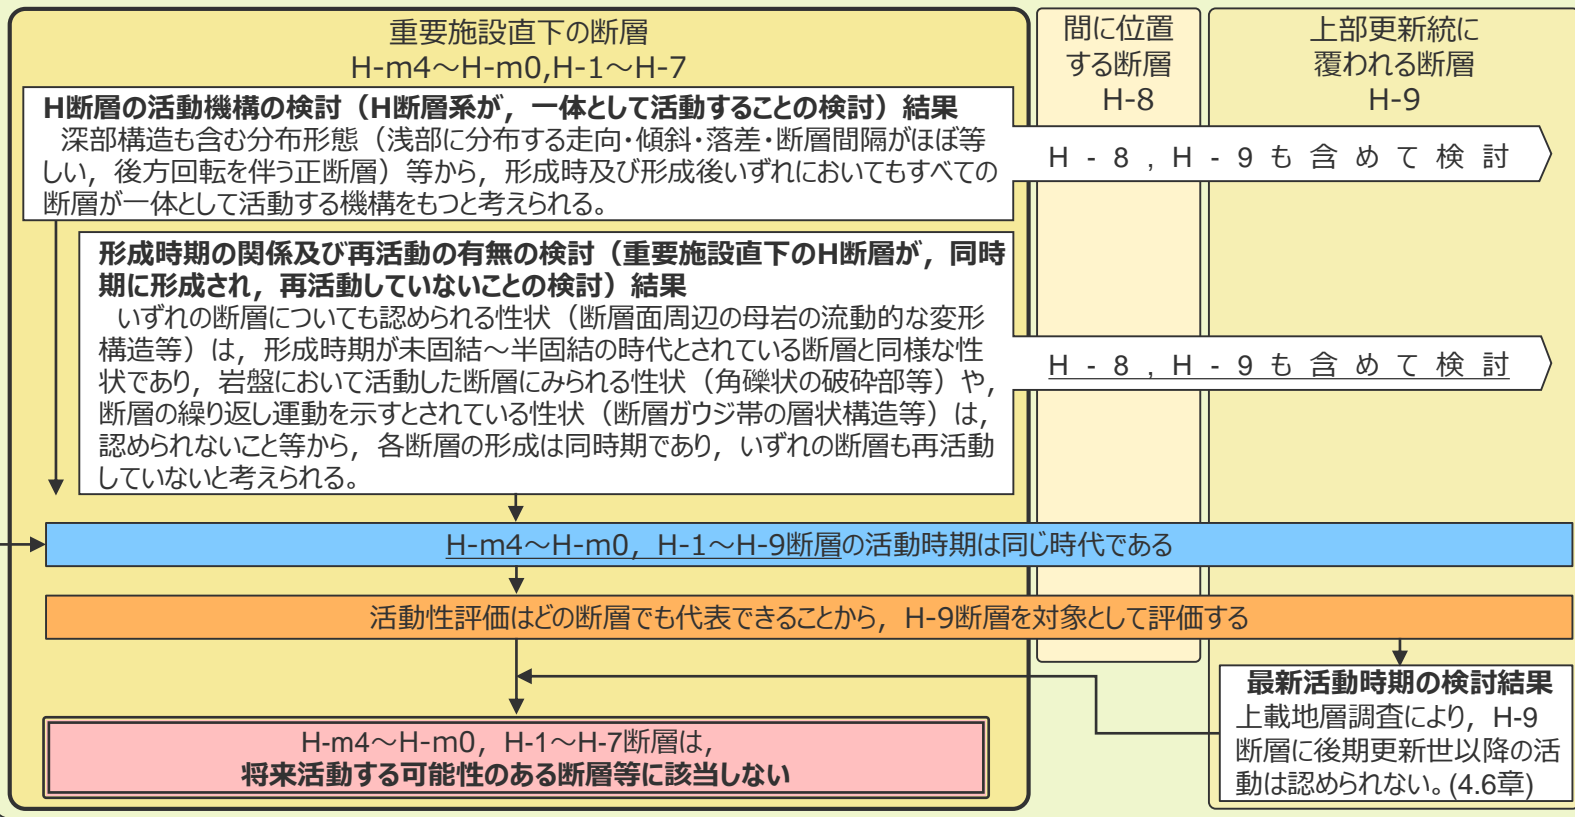 重要施設直下の断層
H-m4～H-m0,H-1～H-7
間に位置
する断層
H-8
上部更新統に
覆われる断層
H-9
H断層の活動機構の検討（H断層系が，一体として活動することの検討）結果
深部構造も含む分布形態（浅部に分布する走向・傾斜・落差・断層間隔がほぼ等
しい，後方回転を伴う正断層）等から，形成時及び形成後いずれにおいてもすべての
断層が一体として活動する機構をもつと考えられる。
H-8，H-9も含めて検討
形成時期の関係及び再活動の有無の検討（重要施設直下のH断層が，同時
期に形成され，再活動していないことの検討）結果
いずれの断層についても認められる性状（断層面周辺の母岩の流動的な変形
構造等）は，形成時期が未固結～半固結の時代とされている断層と同様な性
状であり，岩盤において活動した断層にみられる性状（角礫状の破砕部等）や，
断層の繰り返し運動を示すとされている性状（断層ガウジ帯の層状構造等）は，
認められないこと等から，各断層の形成は同時期であり，いずれの断層も再活動
していないと考えられる。
H-8，H-9も含めて検討
H-m4～H-m0，H-1～H-9断層の活動時期は同じ時代である
活動性評価はどの断層でも代表できることから，H-9断層を対象として評価する
最新活動時期の検討結果
上載地層調査により，H-9
断層に後期更新世以降の活
動は認められない。(4.6章)
H-m4～H-m0，H-1～H-7断層は，
将来活動する可能性のある断層等に該当しない